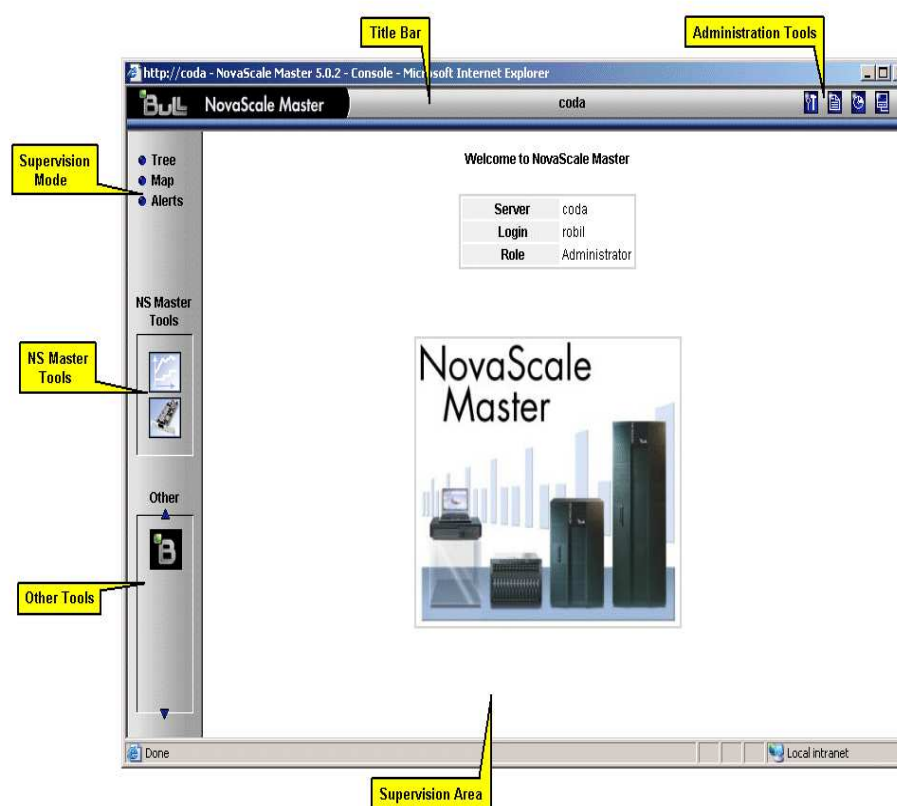 Title Bar
Administration Tools
http://coda - NovaScale Master 5.0.2 - Console - Microsoft Internet Explorer
Bull NovaScale Master coda
Supervision
Mode
Tree
Map
Alerts
Welcome to NovaScale Master
Server coda
Login robil
Role Administrator
NS Master
Tools
NS Master
Tools
NovaScale
Master
Other
B
Other Tools
Done
Local intranet
Supervision Area